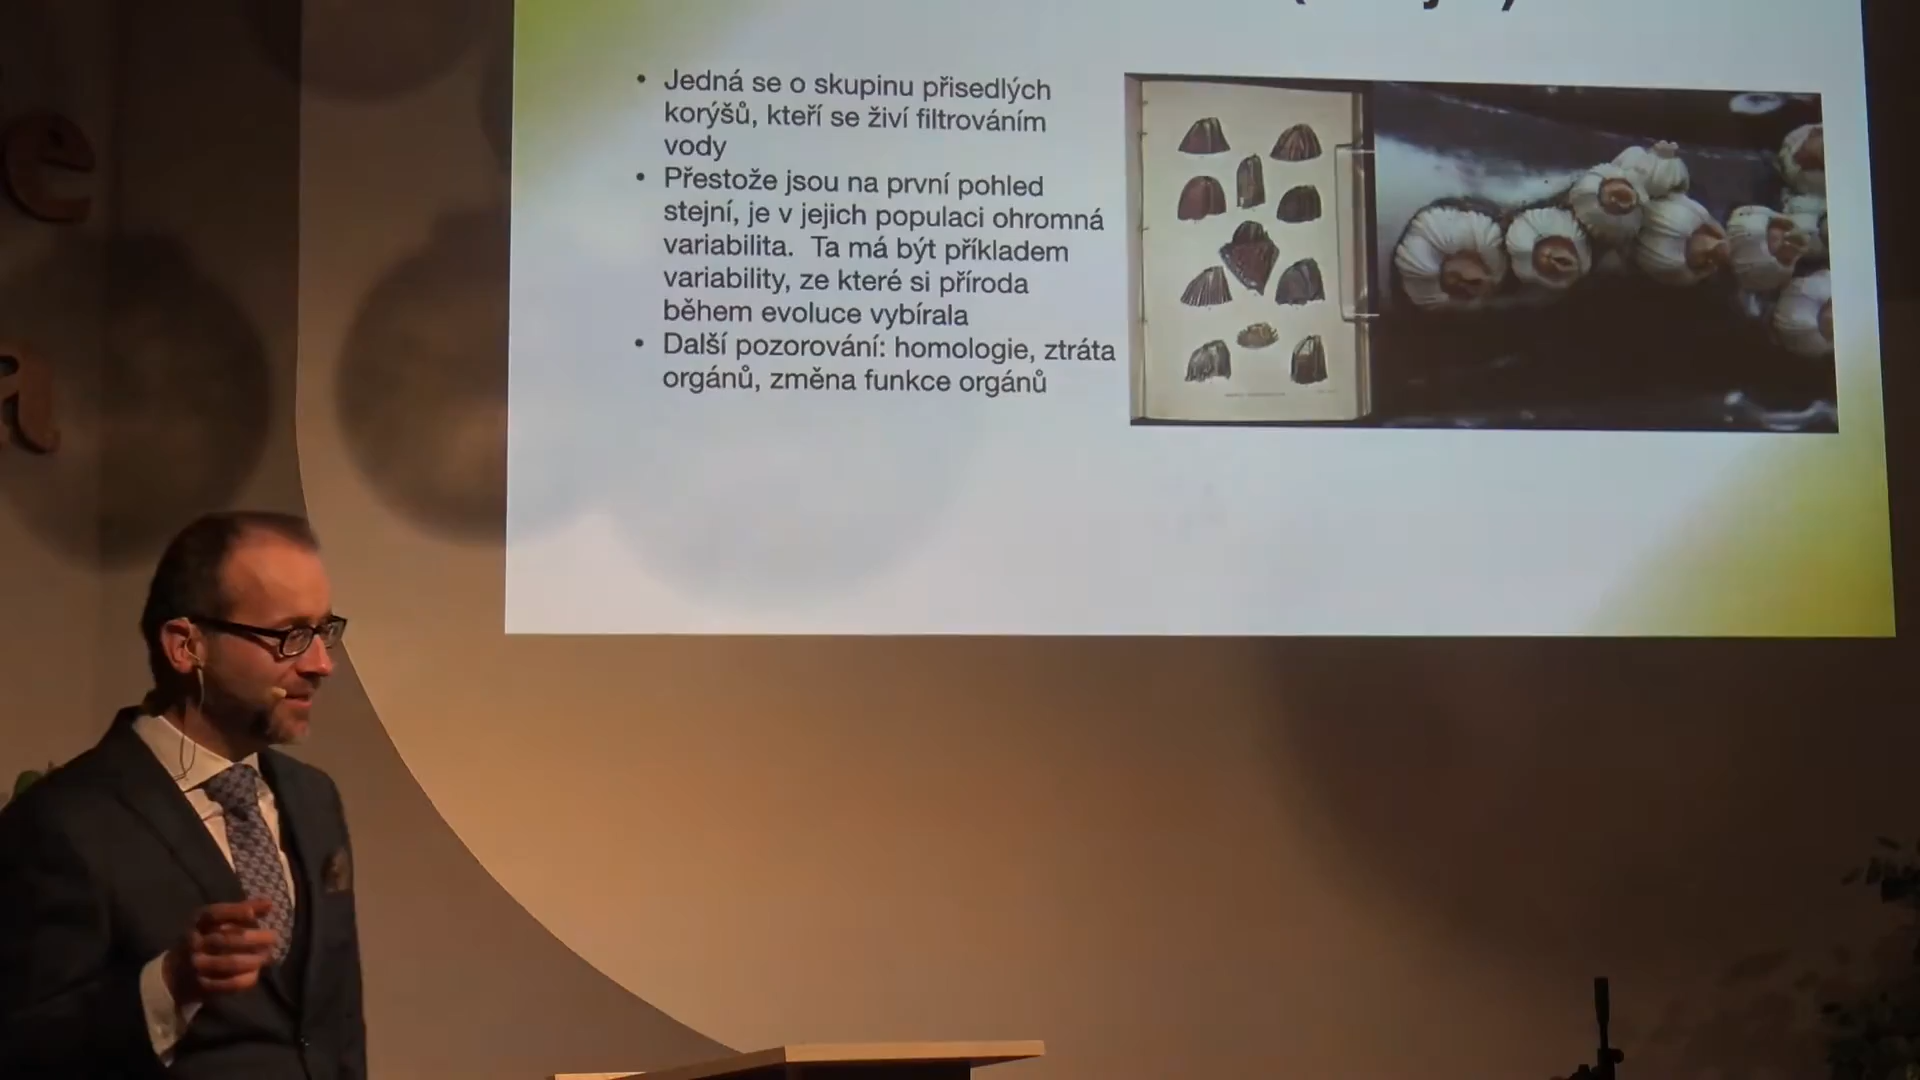 • Jedná se o skupinu přisedlých
korýšů, kteří se živí filtrováním
vody
• Přestože jsou na první pohled
stejní, je v jejich populaci ohromná
variabilita. Ta má být příkladem
variability, ze které si příroda
během evoluce vybírala
• Další pozorování: homologie, ztráta
orgánů, změna funkce orgánů
e
a